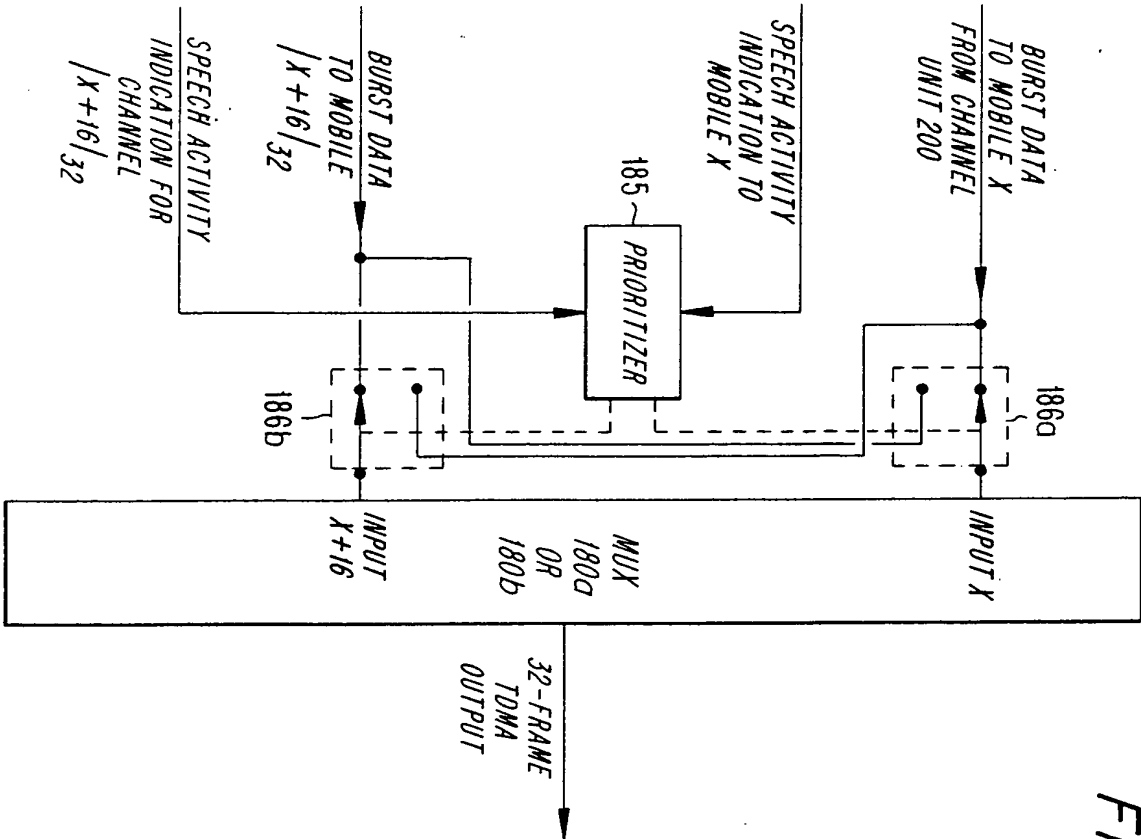 BURST DATA
TO MOBILE X
FROM CHANNEL
UNIT 200
SPEECH ACTIVITY
INDICATION TO
MOBILE X
BURST DATA
TO MOBILE
|X + 16|32
SPEECH ACTIVITY
INDICATION FOR
CHANNEL
|X + 16|32
185
PRIORITIZER
186a
186b
INPUT X
MUX
180a
OR
180b
INPUT
X+16
32-FRAME
TDMA
OUTPUT